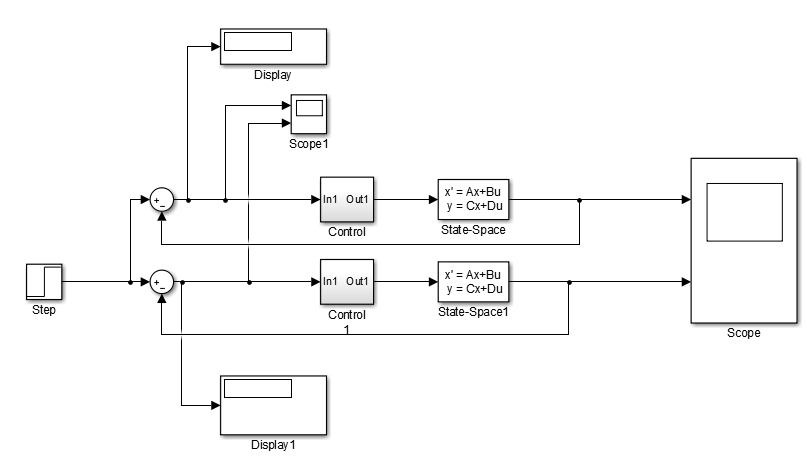 Display
Scope1
In1 Out1
Control
x' = Ax+Bu
y = Cx+Du
State-Space
Step
In1 Out1
Control
1
x' = Ax+Bu
y = Cx+Du
State-Space1
Scope
Display1